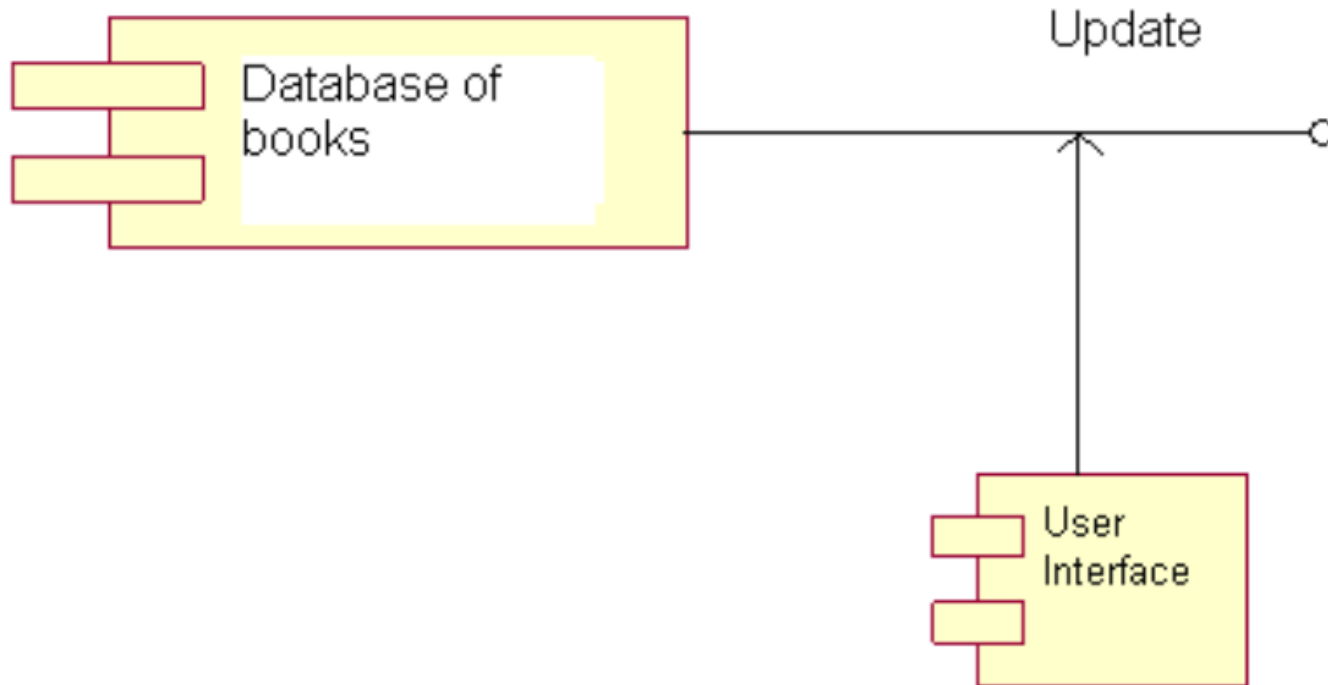 Update
Database of
books
User
Interface